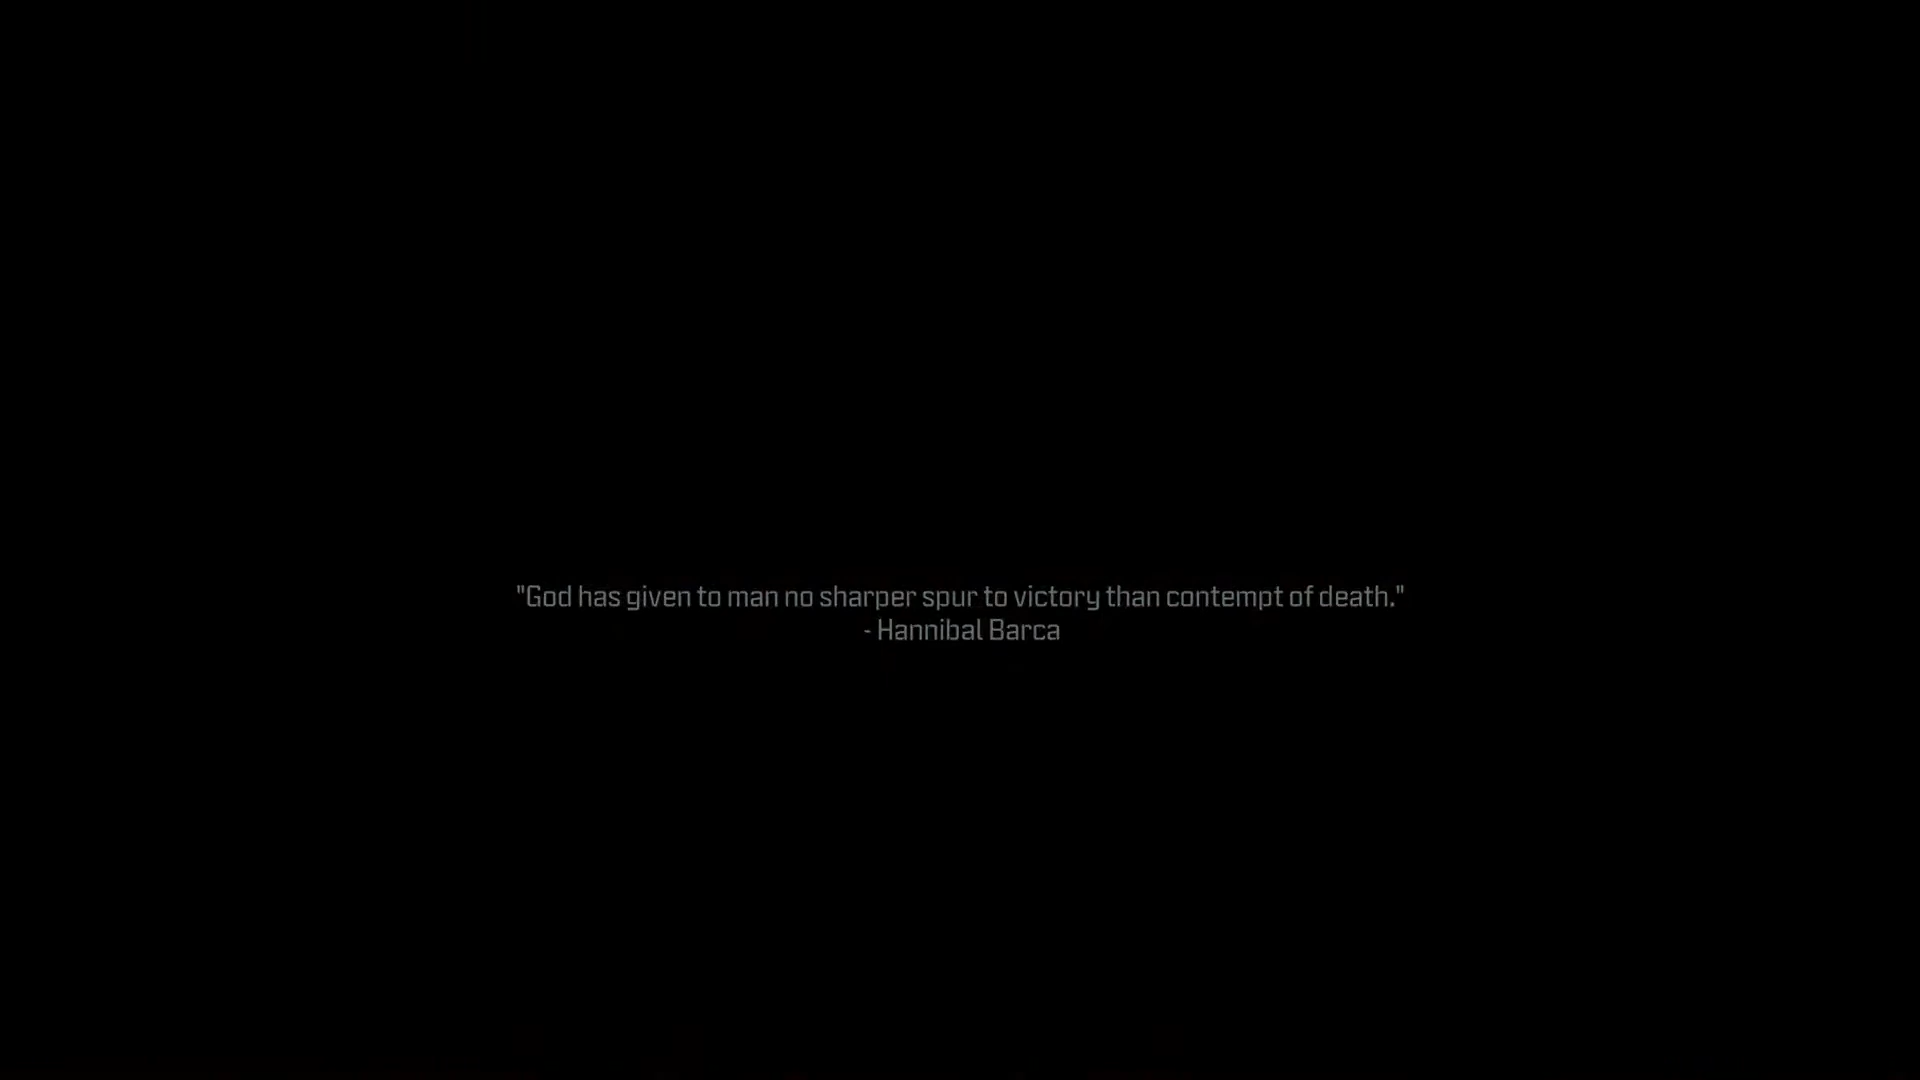 "God has given to man no sharper spur to victory than contempt of death."
- Hannibal Barca